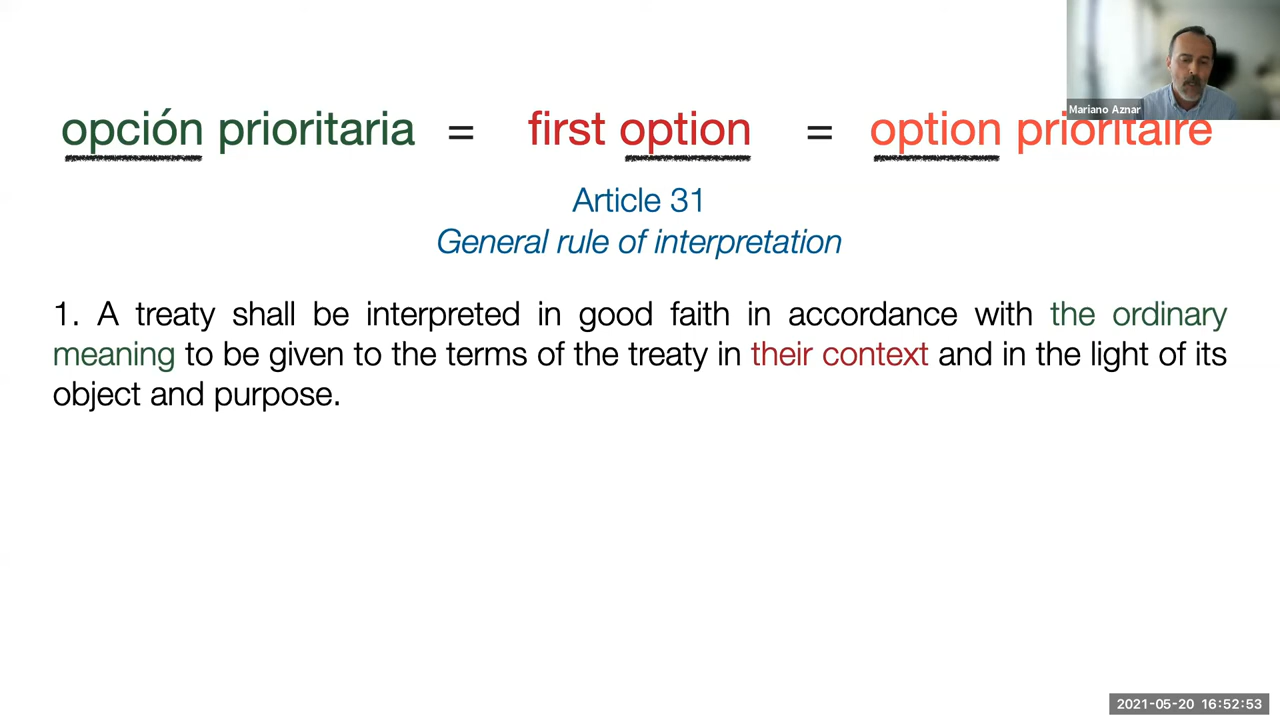 Mariano Aznar
opción prioritaria = first option = option prioritaire
Article 31
General rule of interpretation
1. A treaty shall be interpreted in good faith in accordance with the ordinary
meaning to be given to the terms of the treaty in their context and in the light of its
object and purpose.
2021-05-20 16:52:53